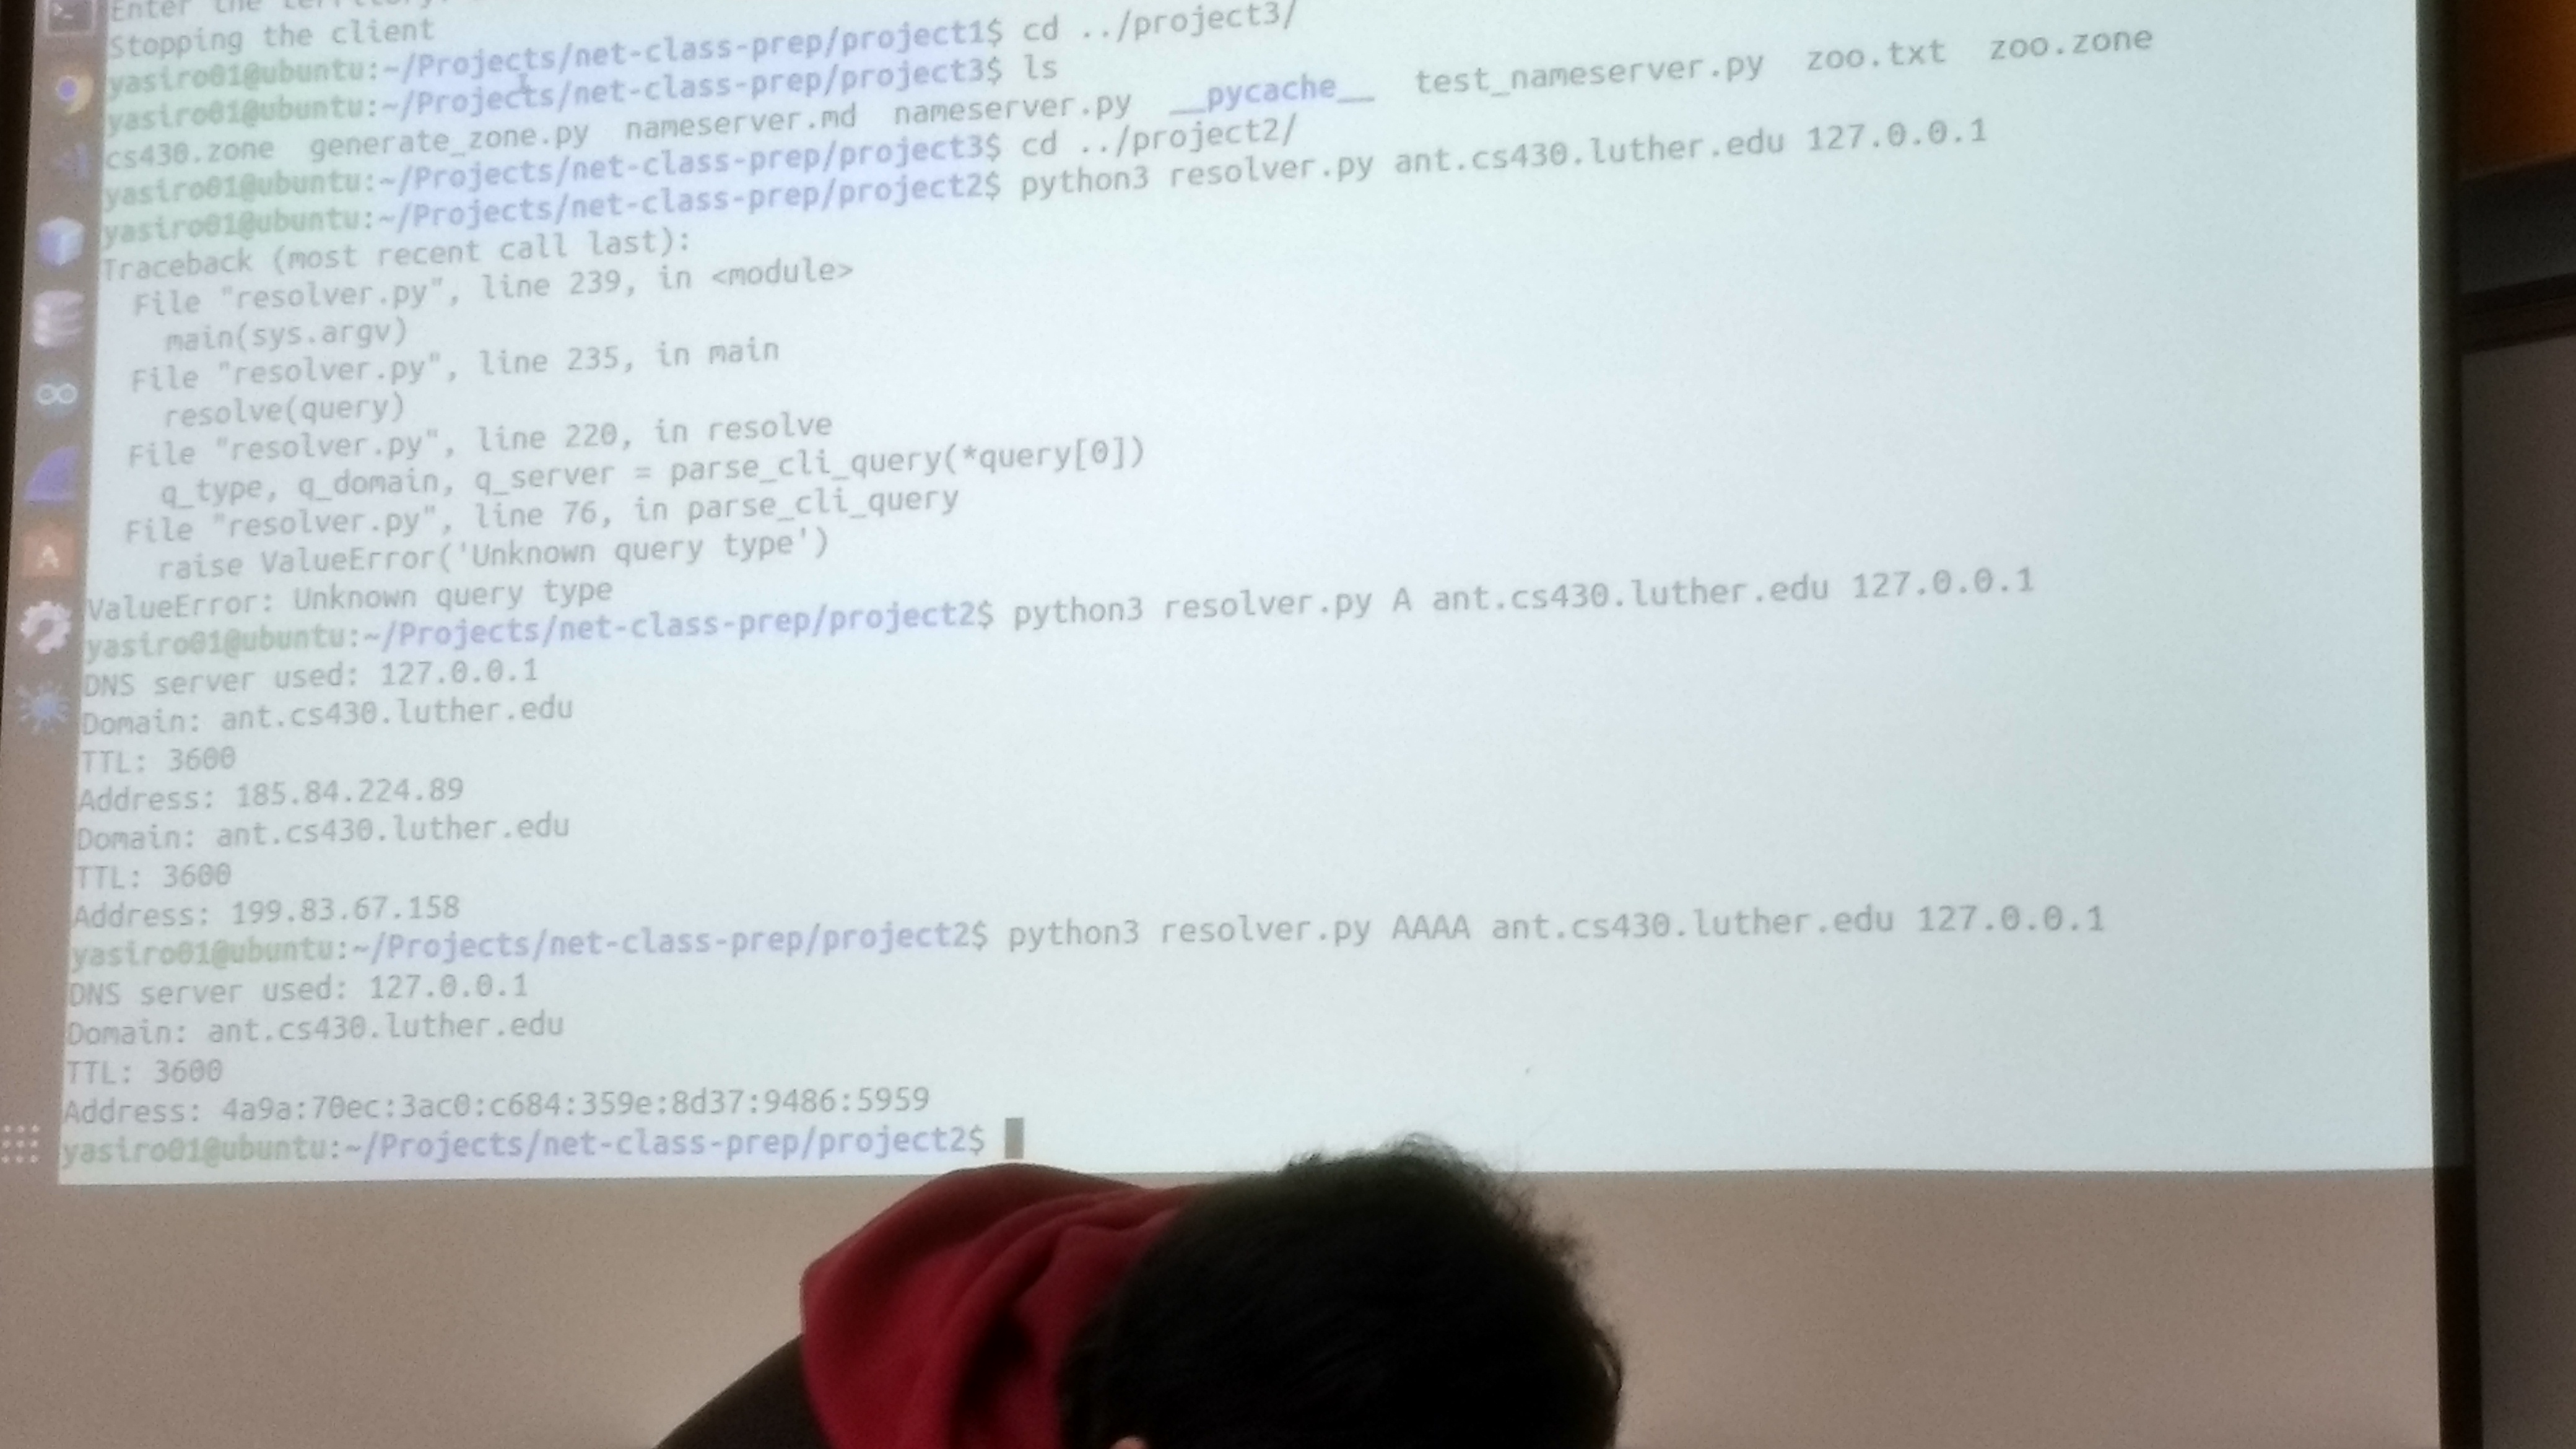 Enter the
Stopping the client
yasiro01@ubuntu:~/Projects/net-class-prep/project1$ cd ../project3/
yasiro01@ubuntu:~/Projects/net-class-prep/project3$ ls
cs430.zone generate_zone.py nameserver.md nameserver.py __pycache__ test_nameserver.py zoo.txt zoo.zone
yasiro01@ubuntu:~/Projects/net-class-prep/project3$ cd ../project2/
yasiro01@ubuntu:~/Projects/net-class-prep/project2$ python3 resolver.py ant.cs430.luther.edu 127.0.0.1
Traceback (most recent call last):
File "resolver.py", line 239, in <module>
main(sys.argv)
File "resolver.py", line 235, in main
resolve(query)
File "resolver.py", line 220, in resolve
q_type, q_domain, q_server = parse_cli_query(*query[0])
File "resolver.py", line 76, in parse_cli_query
raise ValueError('Unknown query type')
ValueError: Unknown query type
yasiro01@ubuntu:~/Projects/net-class-prep/project2$ python3 resolver.py A ant.cs430.luther.edu 127.0.0.1
DNS server used: 127.0.0.1
Domain: ant.cs430.luther.edu
TTL: 3600
Address: 185.84.224.89
Domain: ant.cs430.luther.edu
TTL: 3600
Address: 199.83.67.158
yasiro01@ubuntu:~/Projects/net-class-prep/project2$ python3 resolver.py AAAA ant.cs430.luther.edu 127.0.0.1
DNS server used: 127.0.0.1
Domain: ant.cs430.luther.edu
TTL: 3600
Address: 4a9a:70ec:3ac0:c684:359e:8d37:9486:5959
yasiro01@ubuntu:~/Projects/net-class-prep/project2$